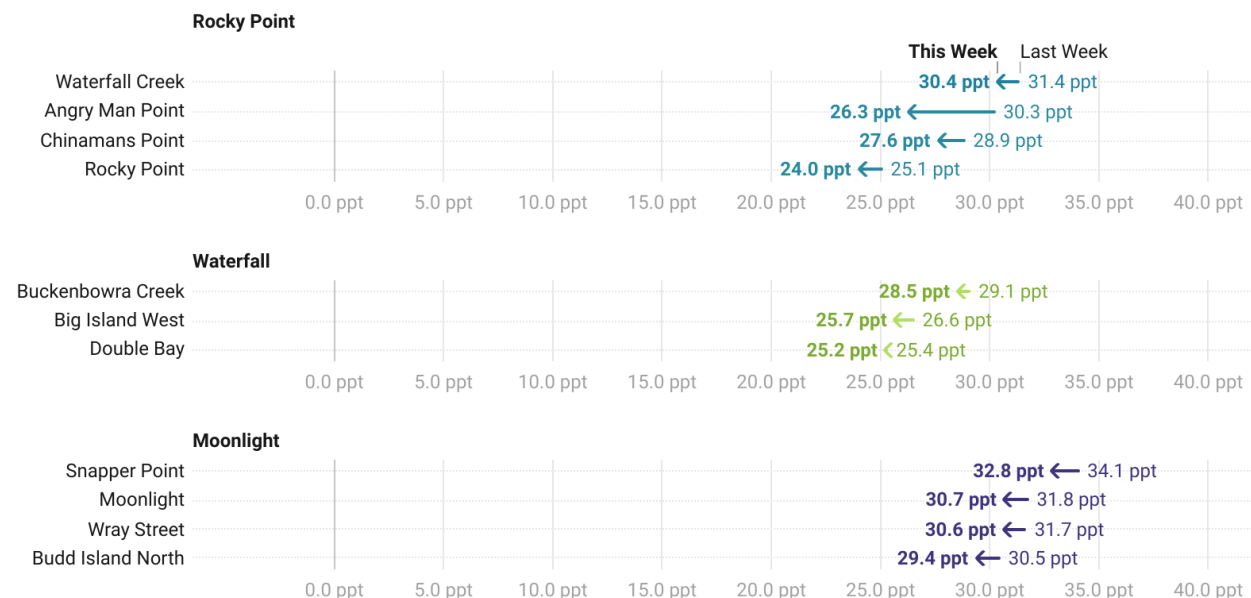 Rocky Point
This Week Last Week
Waterfall Creek 30.4 ppt 31.4 ppt
Angry Man Point 26.3 ppt 30.3 ppt
Chinamans Point 27.6 ppt 28.9 ppt
Rocky Point 24.0 ppt 25.1 ppt
0.0 ppt 5.0 ppt 10.0 ppt 15.0 ppt 20.0 ppt 25.0 ppt 30.0 ppt 35.0 ppt 40.0 ppt
Waterfall
Buckenbowra Creek 28.5 ppt 29.1 ppt
Big Island West 25.7 ppt 26.6 ppt
Double Bay 25.2 ppt 25.4 ppt
0.0 ppt 5.0 ppt 10.0 ppt 15.0 ppt 20.0 ppt 25.0 ppt 30.0 ppt 35.0 ppt 40.0 ppt
Moonlight
Snapper Point 32.8 ppt 34.1 ppt
Moonlight 30.7 ppt 31.8 ppt
Wray Street 30.6 ppt 31.7 ppt
Budd Island North 29.4 ppt 30.5 ppt
0.0 ppt 5.0 ppt 10.0 ppt 15.0 ppt 20.0 ppt 25.0 ppt 30.0 ppt 35.0 ppt 40.0 ppt